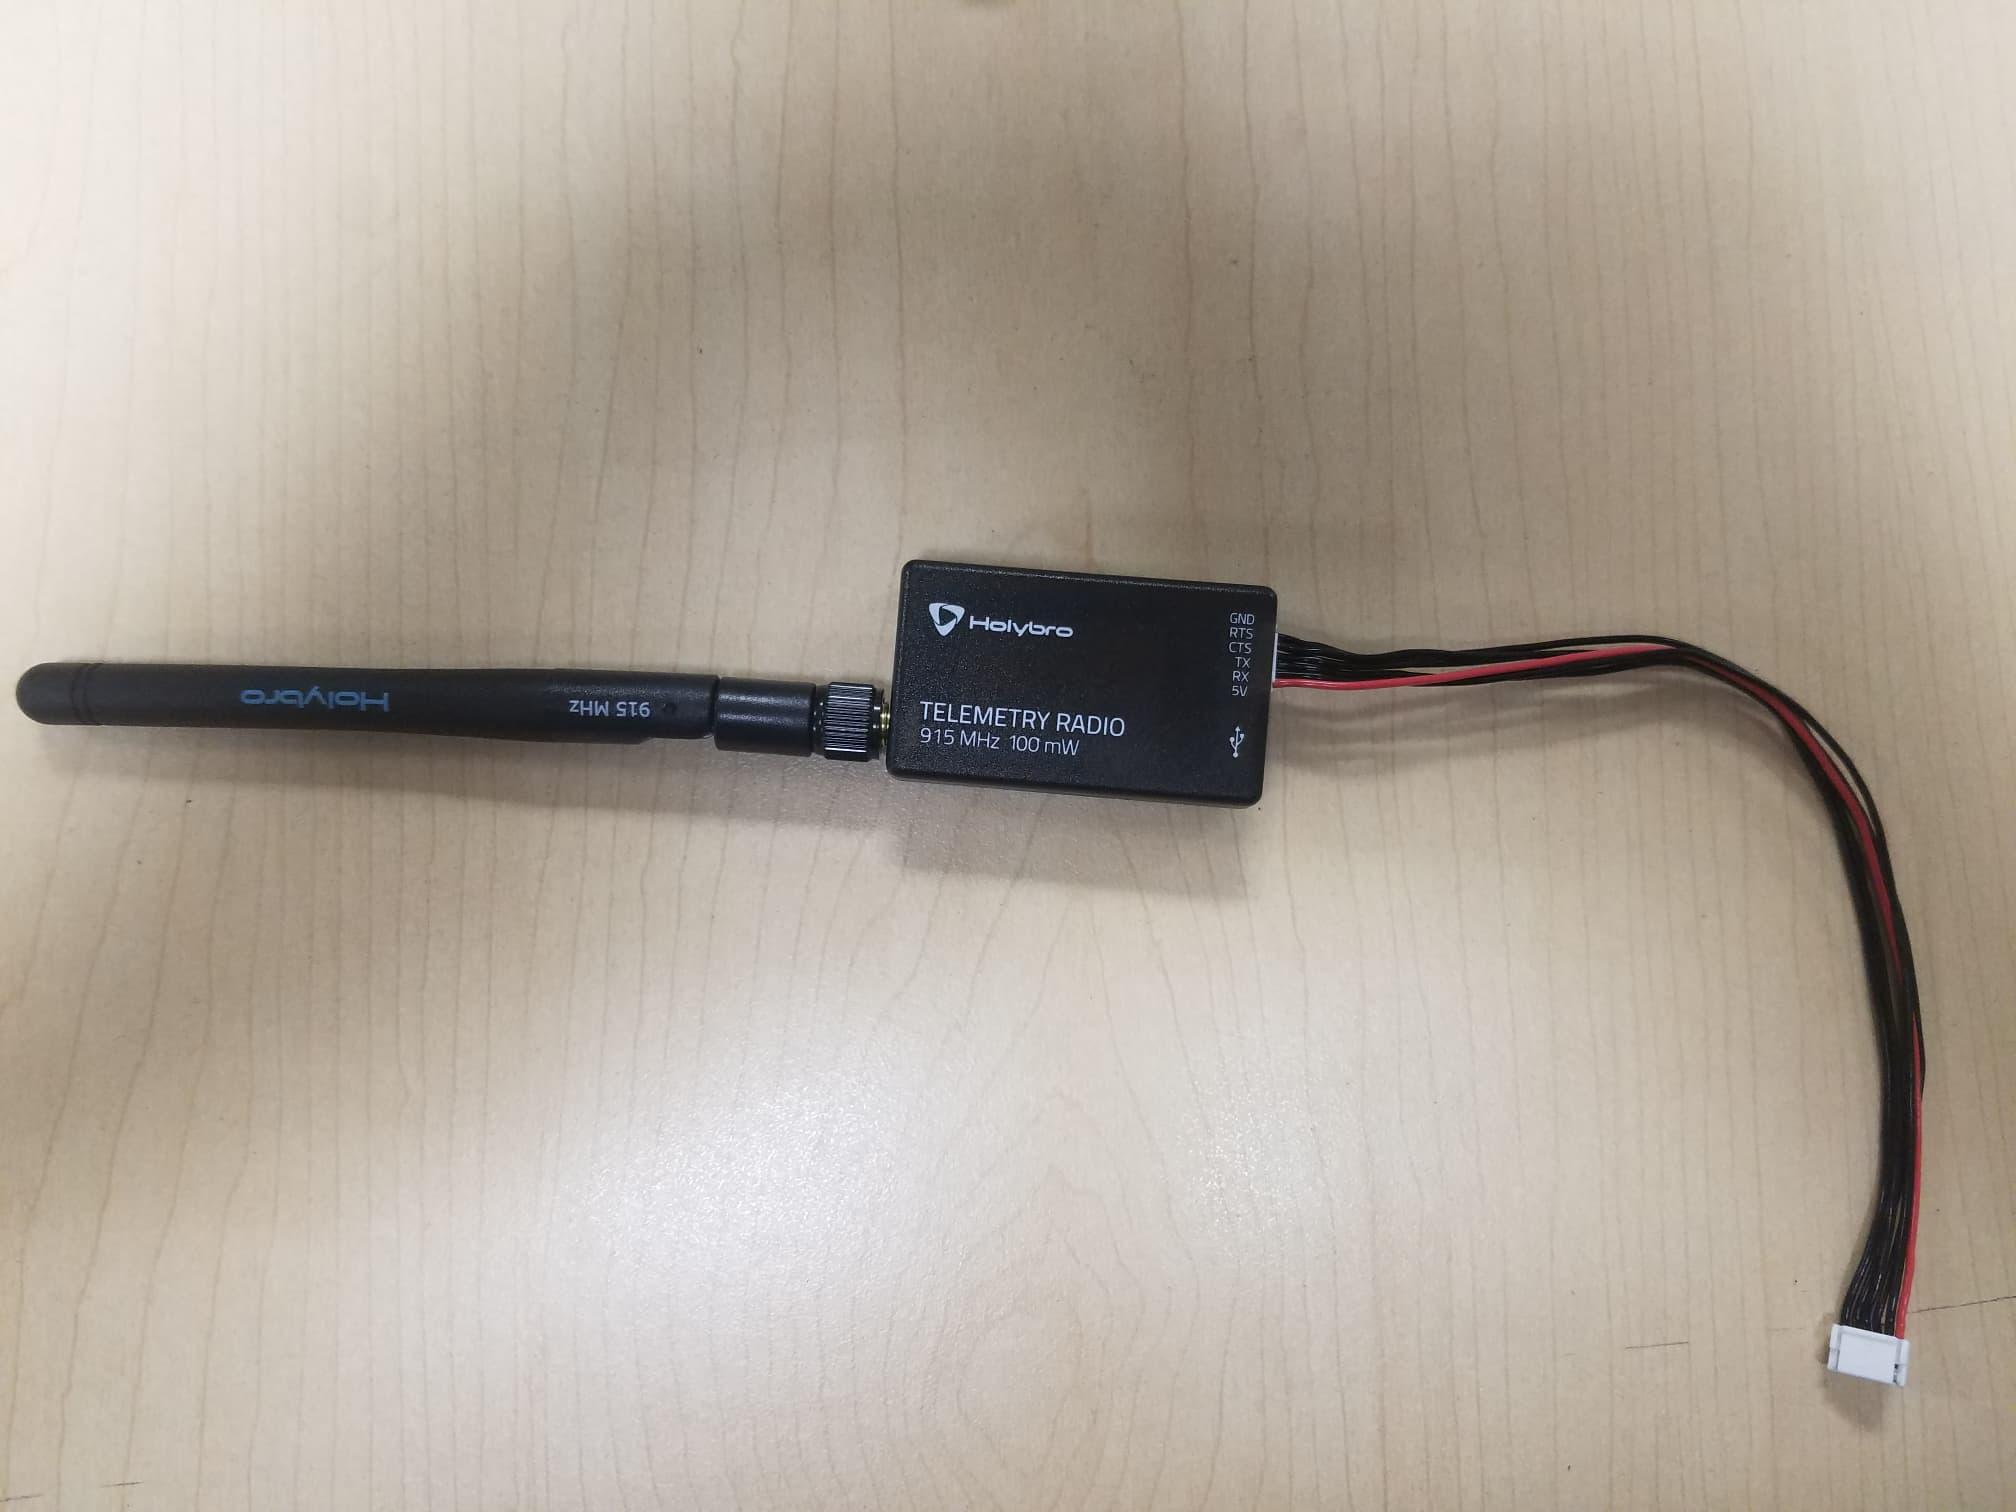 Holybro
915 MHz
Holybro
TELEMETRY RADIO
915 MHz 100 mW
GND
RTS
CTS
TX
RX
5V